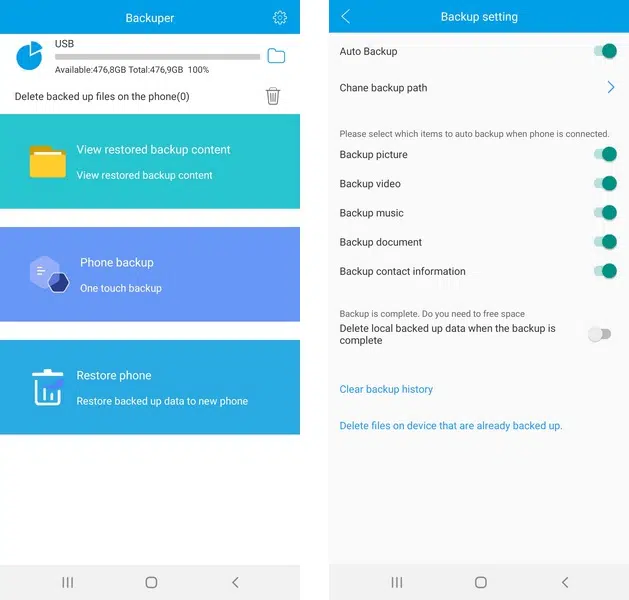 Backuper
USB
Available:476,8GB Total:476,9GB 100%
Delete backed up files on the phone(0)
View restored backup content
View restored backup content
Phone backup
One touch backup
Restore phone
Restore backed up data to new phone
Backup setting
Auto Backup
Chane backup path
Please select which items to auto backup when phone is connected.
Backup picture
Backup video
Backup music
Backup document
Backup contact information
Backup is complete. Do you need to free space
Delete local backed up data when the backup is
complete
Clear backup history
Delete files on device that are already backed up.